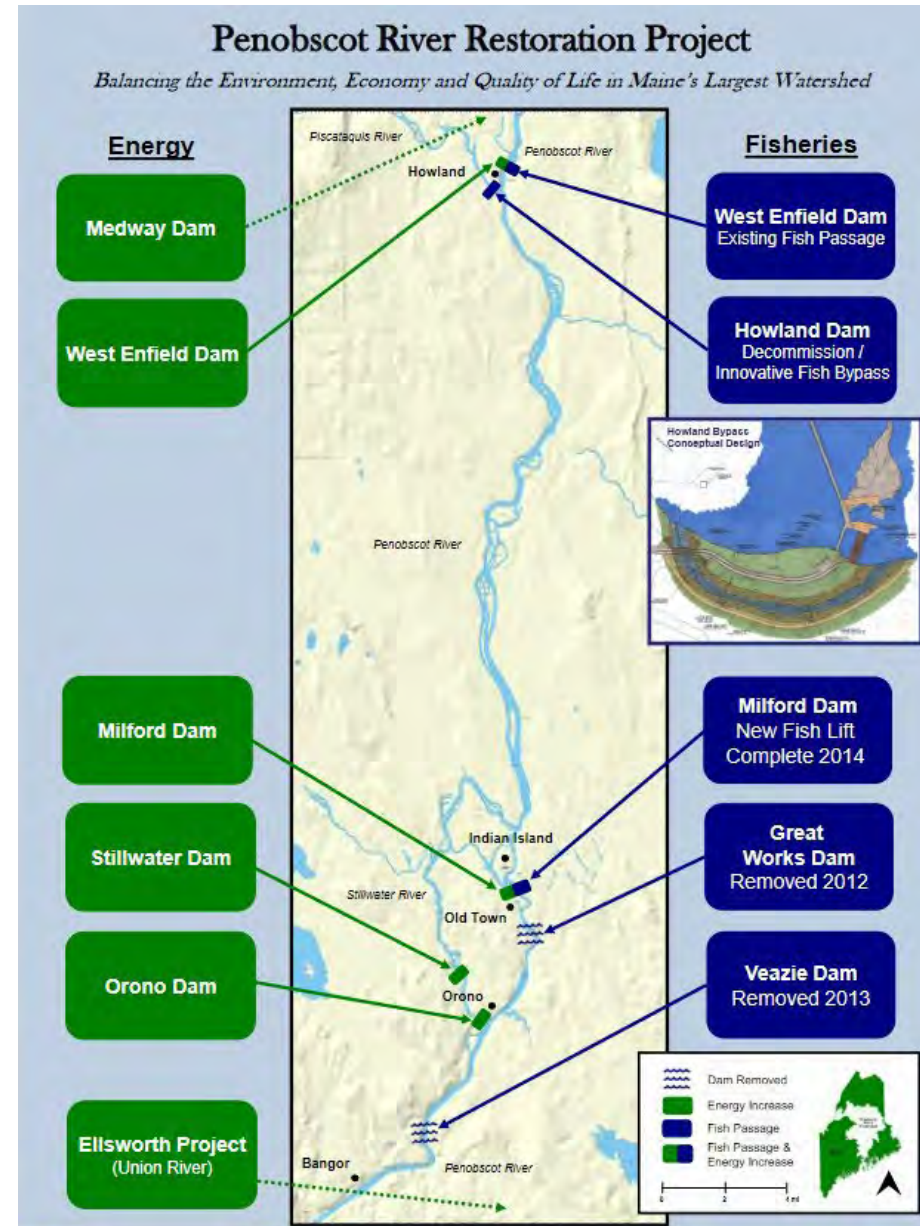 Penobscot River Restoration Project
Balancing the Environment, Economy and Quality of Life in Maine's Largest Watershed
Energy
Medway Dam
West Enfield Dam
Milford Dam
Stillwater Dam
Orono Dam
Ellsworth Project
(Union River)
Piscataquis River
Penobscot River
Howland
Penobscot River
Indian Island
Stillwater River
Old Town
Orono
Bangor
Penobscot River
Fisheries
West Enfield Dam
Existing Fish Passage
Howland Dam
Decommission /
Innovative Fish Bypass
Howland Bypass
Conceptual Design
Milford Dam
New Fish Lift
Complete 2014
Great
Works Dam
Removed 2012
Veazie Dam
Removed 2013
Dam Removed
Energy Increase
Fish Passage
Fish Passage &
Energy Increase
0 2 4 mi